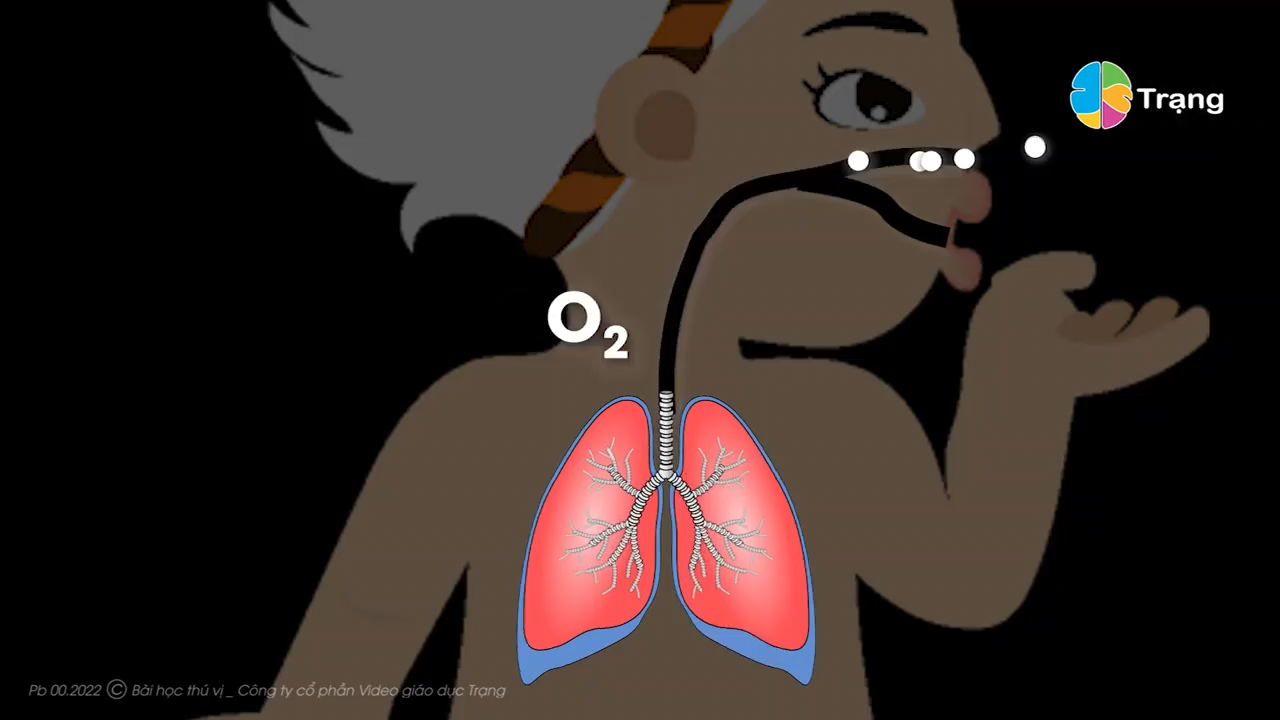 Trạng
O₂
Pb 00.2022 © Bài học thú vị _ Công ty cổ phần Video giáo dục Trạng